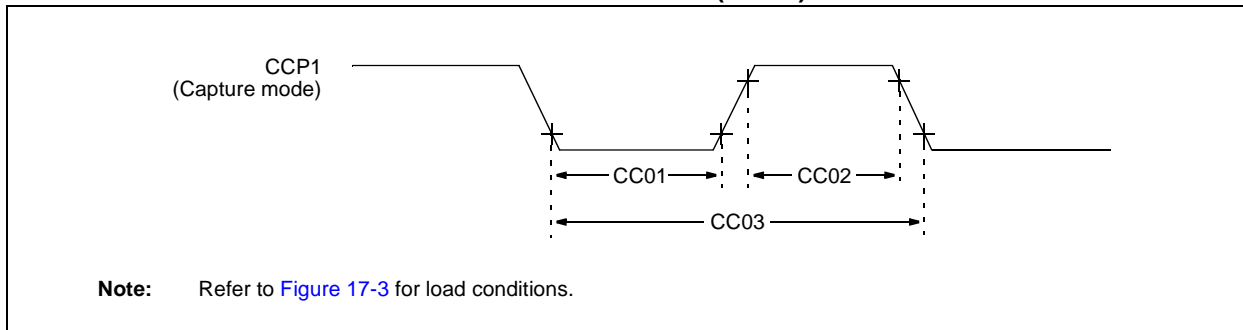 CCP1
(Capture mode)
CC01
CC02
CC03
Note: Refer to Figure 17-3 for load conditions.